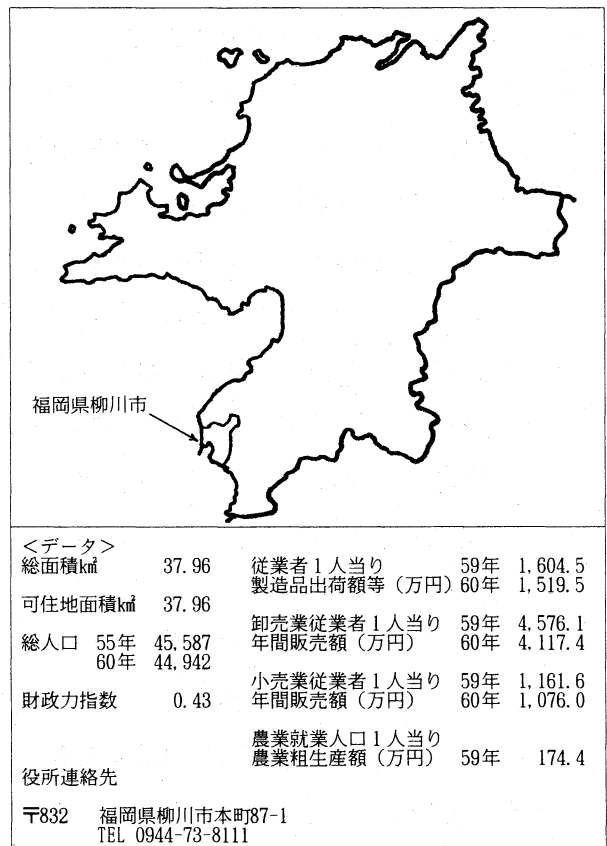 福岡県柳川市
<データ>
総面積k㎡ 37.96
可住地面積k㎡ 37.96
総人口 55年 45,587
60年 44,942
財政力指数 0.43
役所連絡先
〒832 福岡県柳川市本町87-1
TEL 0944-73-8111
従業者1人当り 59年 1,604.5
製造品出荷額等(万円) 60年 1,519.5
卸売業従業者1人当り 59年 4,576.1
年間販売額(万円) 60年 4.117.4
小売業従業者1人当り 59年 1,161.6
年間販売額(万円) 60年 1,076.0
農業就業人口1人当り
農業粗生産額(万円) 59年 174.4